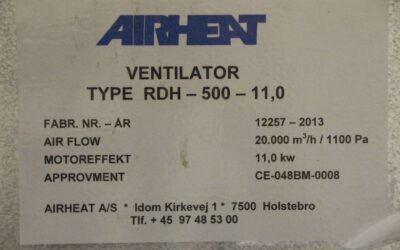 AIRHEAT
VENTILATOR
TYPE RDH – 500 – 11,0
FABR. NR. – ÅR 12257 – 2013
AIR FLOW 20.000 m³/h / 1100 Pa
MOTOREFFEKT 11,0 kw
APPROVMENT CE-048BM-0008
AIRHEAT A/S * Idom Kirkevej 1 * 7500 Holstebro
Tlf. + 45 97 48 53 00